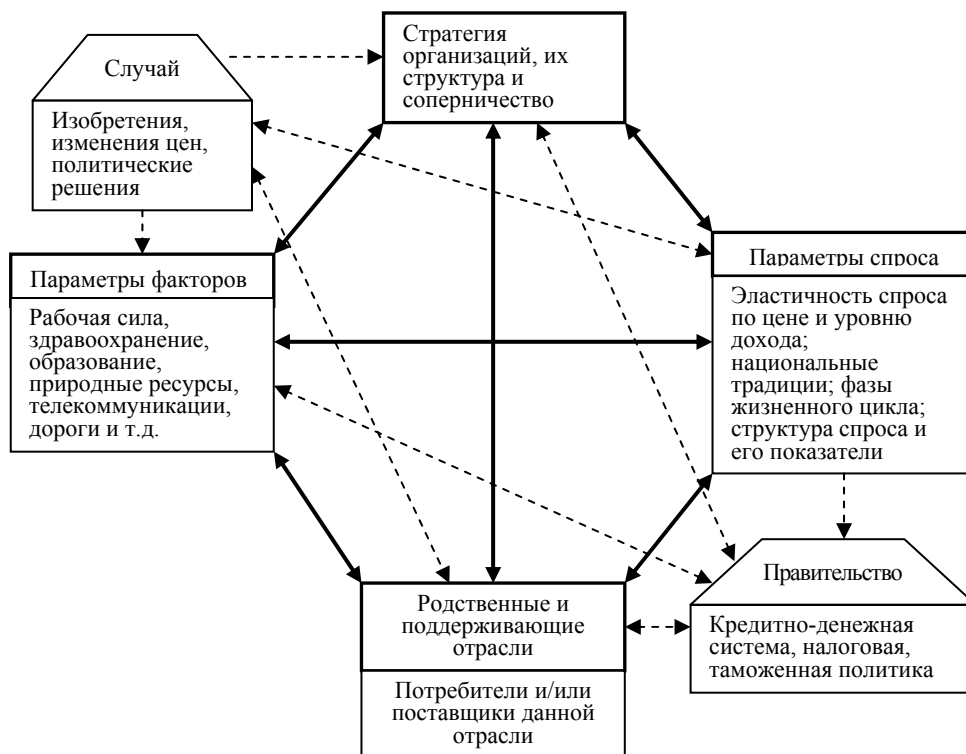 Стратегия
организаций, их
структура и
соперничество
Случай
Изобретения,
изменения цен,
политические
решения
Параметры факторов
Рабочая сила,
здравоохранение,
образование,
природные ресурсы,
телекоммуникации,
дороги и т.д.
Параметры спроса
Эластичность спроса
по цене и уровню
дохода;
национальные
традиции; фазы
жизненного цикла;
структура спроса и
его показатели
Родственные и
поддерживающие
отрасли
Потребители и/или
поставщики данной
отрасли
Правительство
Кредитно-денежная
система, налоговая,
таможенная политика